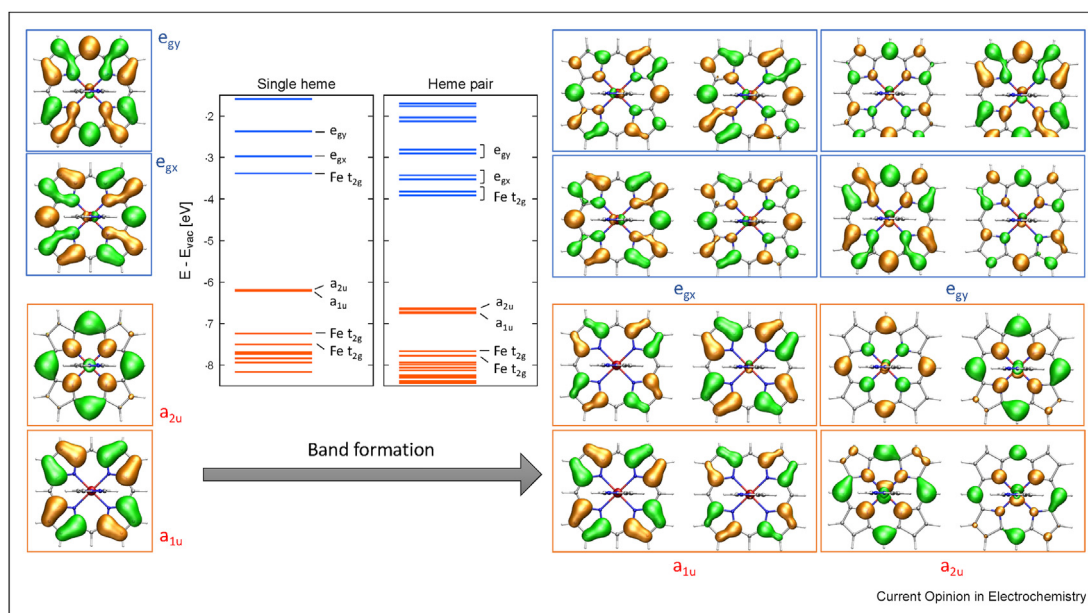 e_gy
e_gx
a_2u
a_1u
Single heme
Heme pair
E - E_vac [eV]
-2
-3
-4
-5
-6
-7
-8
e_gy
e_gx
Fe t_2g
a_2u
a_1u
Fe t_2g
Fe t_2g
e_gy
e_gx
Fe t_2g
a_2u
a_1u
Fe t_2g
Fe t_2g
Band formation
e_gx
e_gy
a_1u
a_2u
Current Opinion in Electrochemistry